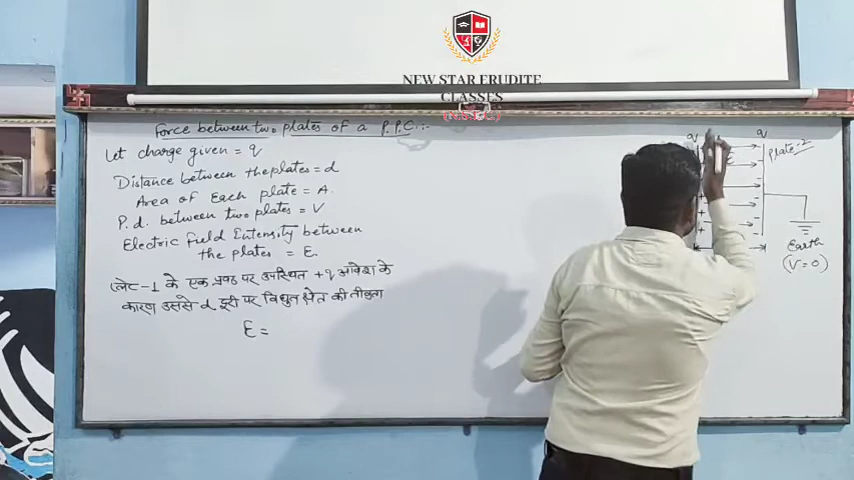 NEW STAR ERUDITE
CLASSES
(N.S.E.C)
Force between two plates of a P.P.C:-
Let charge given = q
Distance between the plates = d
Area of Each plate = A.
P.d. between two plates = V
Electric field Intensity between
the plates = E.
प्लेट-1 के एक पृष्ठ पर उपस्थित +q आवेश के
कारण उससे d दूरी पर विधुत क्षेत्र की तीव्रता
E =
q
q
Plate-2
E
Earth
(V=0)